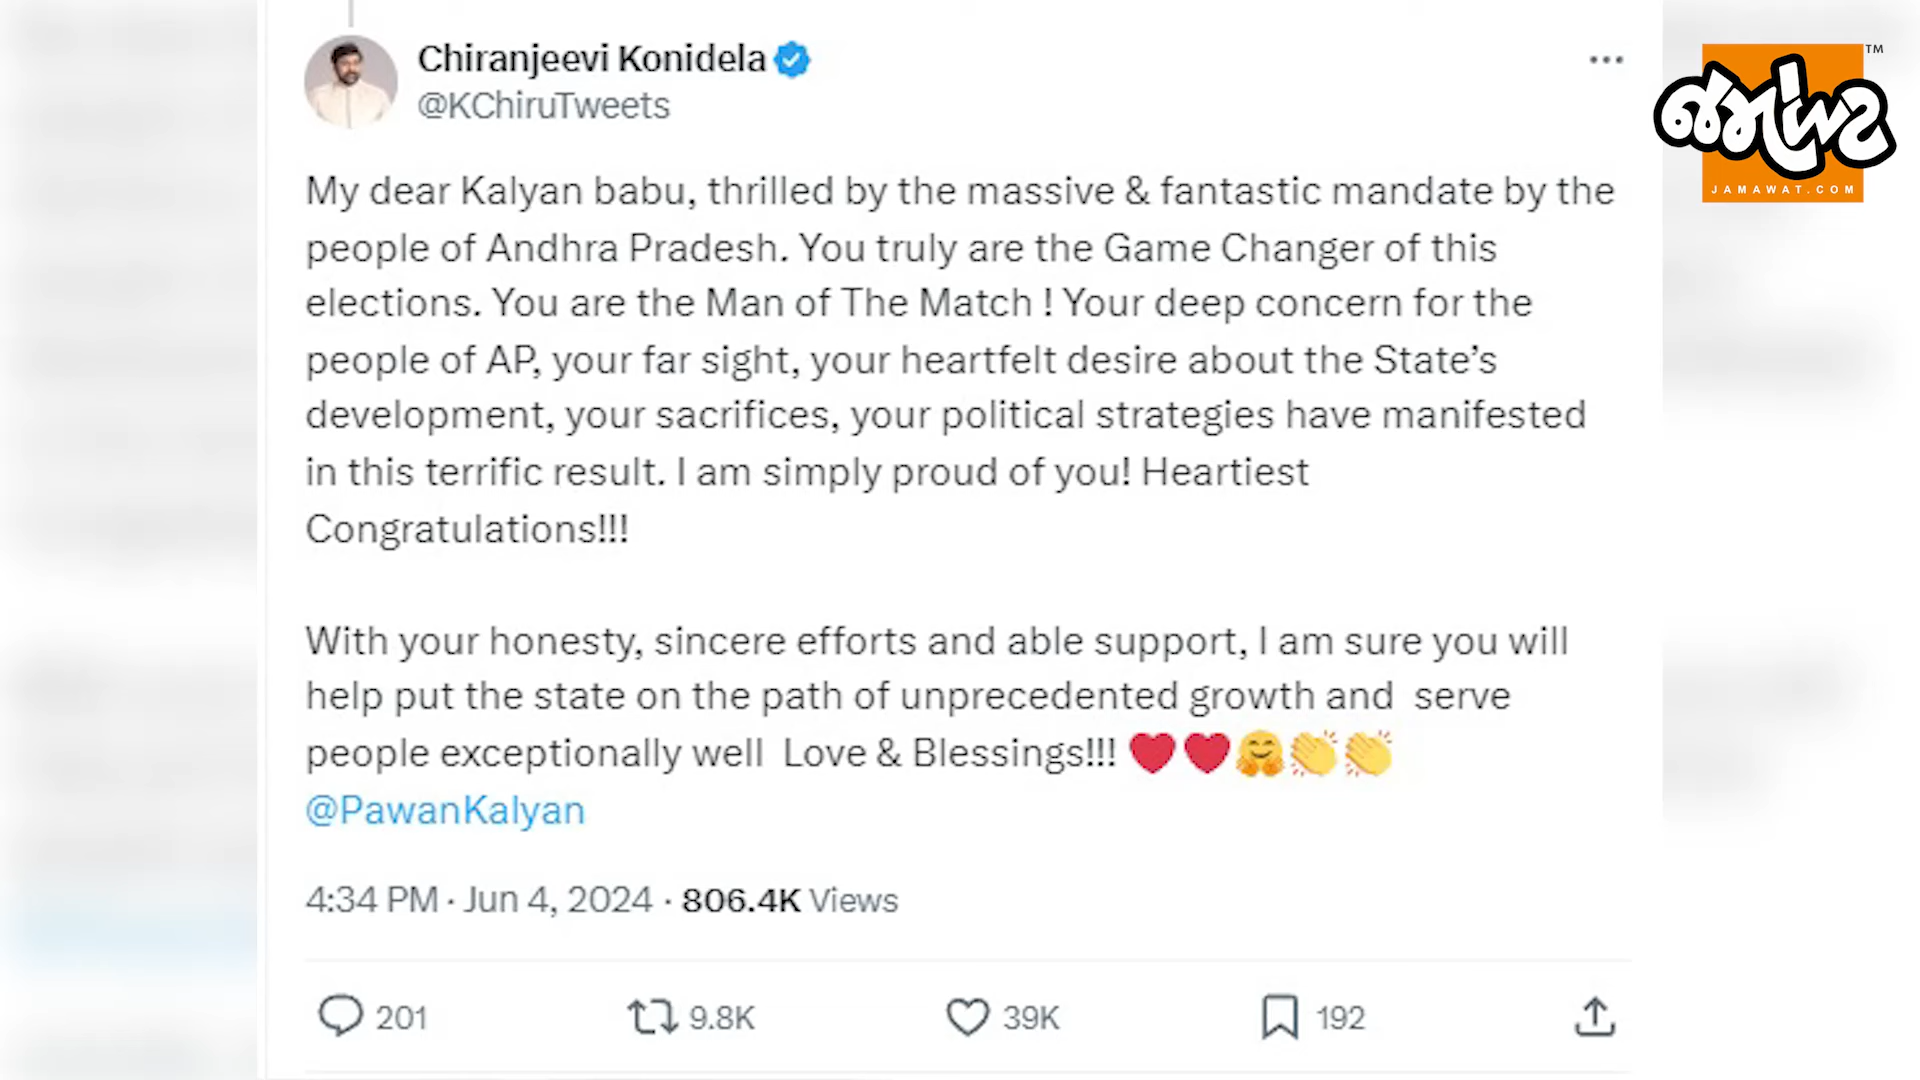 Chiranjeevi Konidela
@KChiruTweets
My dear Kalyan babu, thrilled by the massive & fantastic mandate by the
people of Andhra Pradesh. You truly are the Game Changer of this
elections. You are the Man of The Match ! Your deep concern for the
people of AP, your far sight, your heartfelt desire about the State’s
development, your sacrifices, your political strategies have manifested
in this terrific result. I am simply proud of you! Heartiest
Congratulations!!!
With your honesty, sincere efforts and able support, I am sure you will
help put the state on the path of unprecedented growth and  serve
people exceptionally well  Love & Blessings!!! ❤️❤️🤗👏👏
@PawanKalyan
4:34 PM · Jun 4, 2024 · 806.4K Views
201 9.8K 39K 192
જમાવટ
TM
JAMAWAT.COM